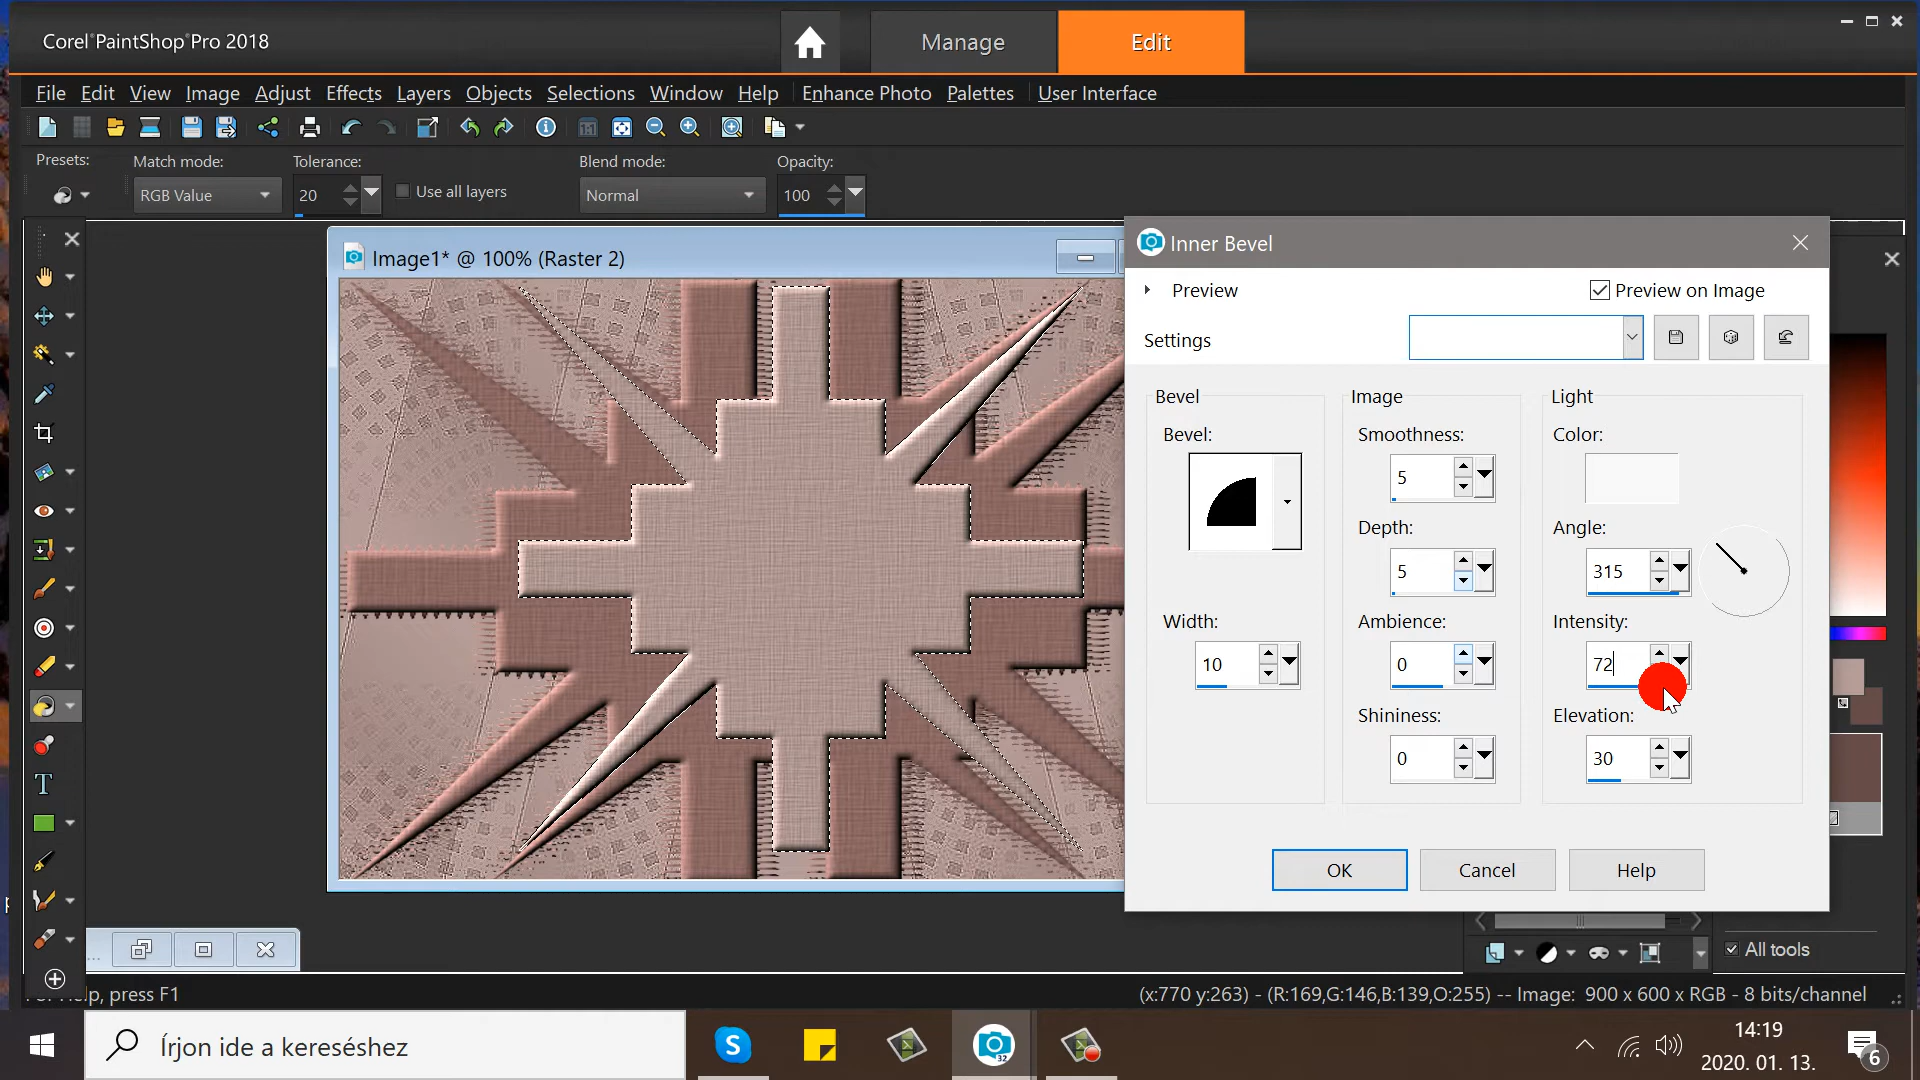 Corel®PaintShop®Pro 2018
Manage
Edit
File Edit View Image Adjust Effects Layers Objects Selections Window Help Enhance Photo Palettes User Interface
Presets:
Match mode:
Tolerance:
Blend mode:
Opacity:
RGB Value
20
Use all layers
Normal
100
Image1* @ 100% (Raster 2)
Inner Bevel
Preview
Preview on Image
Settings
Bevel
Image
Light
Bevel:
Smoothness:
Color:
5
Depth:
Angle:
5
315
Width:
Ambience:
Intensity:
10
0
72
Shininess:
Elevation:
0
30
OK
Cancel
Help
All tools
Help, press F1
(x:770 y:263) - (R:169,G:146,B:139,O:255) -- Image: 900 x 600 x RGB - 8 bits/channel
Írjon ide a kereséshez
S
32
14:19
2020. 01. 13.
6